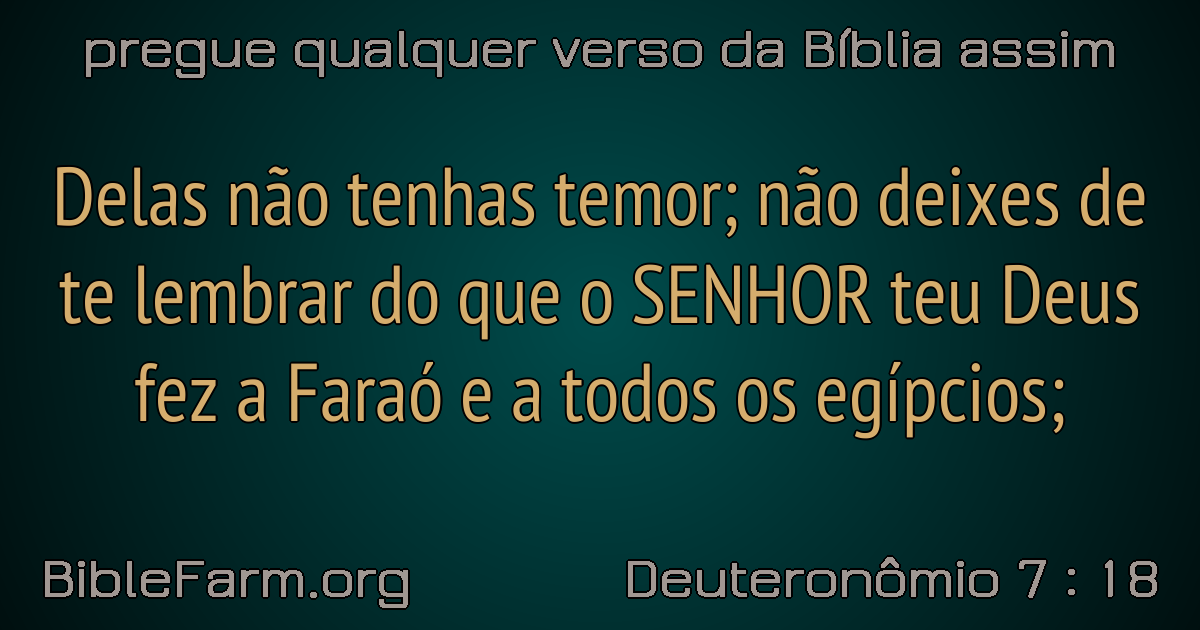 pregue qualquer verso da Bíblia assim
Delas não tenhas temor; não deixes de
te lembrar do que o SENHOR teu Deus
fez a Faraó e a todos os egípcios;
BibleFarm.org
Deuteronômio 7 : 18